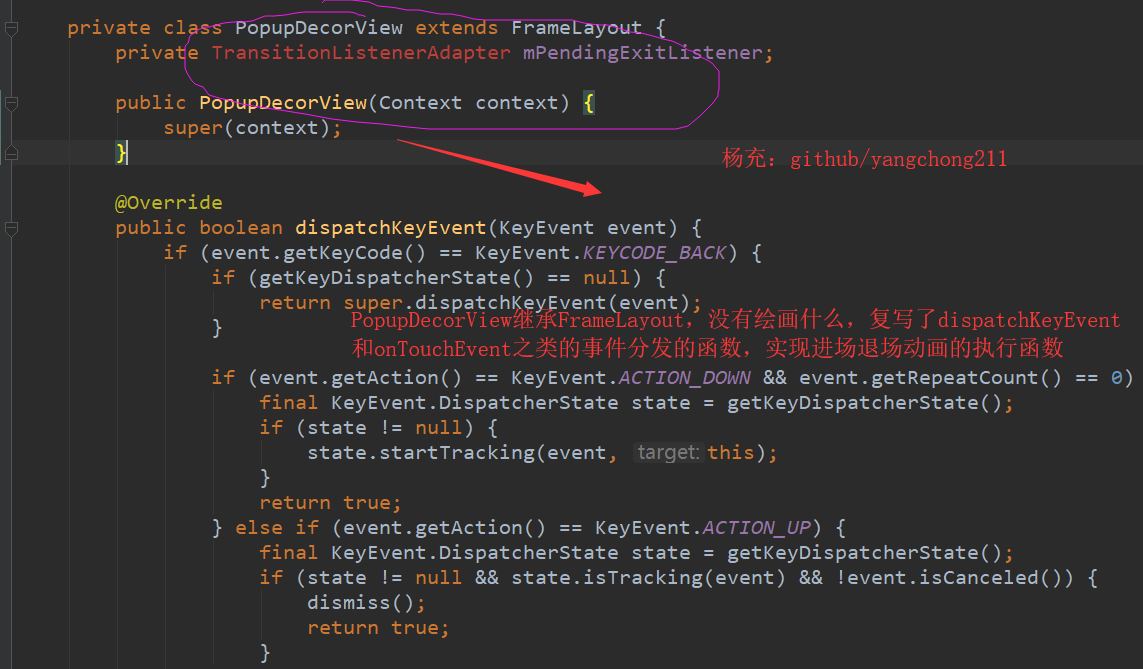 private class PopupDecorView extends FrameLayout {
private TransitionListenerAdapter mPendingExitListener;
public PopupDecorView(Context context) {
super(context);
}
杨充：github/yangchong211
@Override
public boolean dispatchKeyEvent(KeyEvent event) {
if (event.getKeyCode() == KeyEvent.KEYCODE_BACK) {
if (getKeyDispatcherState() == null) {
return super.dispatchKeyEvent(event);
}
PopupDecorView继承FrameLayout，没有绘画什么，复写了dispatchKeyEvent
和onTouchEvent之类的事件分发的函数，实现进场退场动画的执行函数
if (event.getAction() == KeyEvent.ACTION_DOWN && event.getRepeatCount() == 0)
final KeyEvent.DispatcherState state = getKeyDispatcherState();
if (state != null) {
state.startTracking(event, target: this);
}
return true;
} else if (event.getAction() == KeyEvent.ACTION_UP) {
final KeyEvent.DispatcherState state = getKeyDispatcherState();
if (state != null && state.isTracking(event) && !event.isCanceled()) {
dismiss();
return true;
}